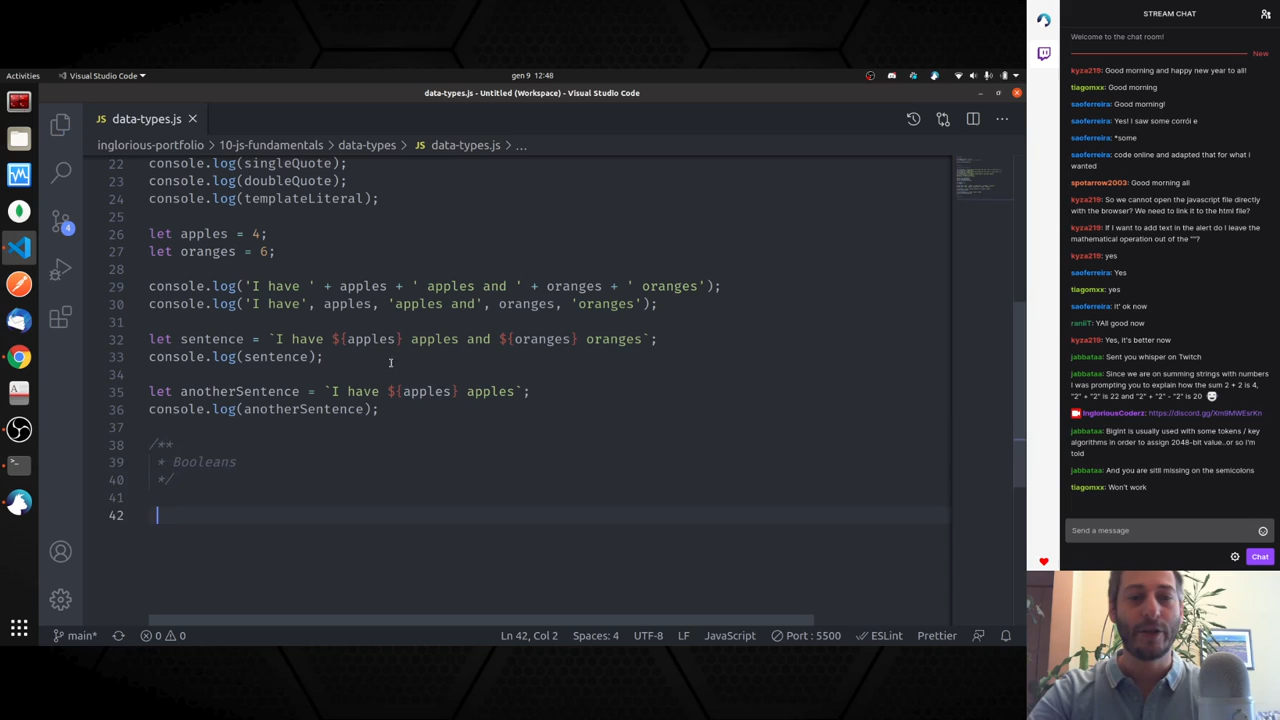 STREAM CHAT
Welcome to the chat room!
New
kyza219: Good morning and happy new year to all!
tiagomxx: Good morning
saoferreira: Good morning!
saoferreira: Yes! I saw some corrói e
saoferreira: *some
saoferreira: code online and adapted that for what i
wanted
spotarrow2003: Good morning all
kyza219: So we cannot open the javascript file directly
with the browser? We need to link it to the html file?
kyza219: If I want to add text in the alert do I leave the
mathematical operation out of the ""?
kyza219: yes
saoferreira: Yes
tiagomxx: yes
saoferreira: it' ok now
raniiT: YAll good now
kyza219: Yes, it's better now
jabbataa: Sent you whisper on Twitch
jabbataa: Since we are on summing strings with numbers
I was prompting you to explain how the sum 2 + 2 is 4,
"2" + "2" is 22 and "2" + "2" - "2" is 20
IngloriousCoderz: https://discord.gg/Xm9MWEsrKn
jabbataa: BigInt is usually used with some tokens / key
algorithms in order to assign 2048-bit value..or so I'm
told
jabbataa: And you are sitll missing on the semicolons
tiagomxx: Won't work
Send a message
Chat
Activities
Visual Studio Code
gen 9 12:48
data-types.js - Untitled (Workspace) - Visual Studio Code
JS data-types.js
inglorious-portfolio > 10-js-fundamentals > data-types > JS data-types.js > ...
22 console.log(singleQuote);
23 console.log(doubleQuote);
24 console.log(templateLiteral);
25
26 let apples = 4;
27 let oranges = 6;
28
29 console.log('I have ' + apples + ' apples and ' + oranges + ' oranges');
30 console.log('I have', apples, 'apples and', oranges, 'oranges');
31
32 let sentence = `I have ${apples} apples and ${oranges} oranges`;
33 console.log(sentence);
34
35 let anotherSentence = `I have ${apples} apples`;
36 console.log(anotherSentence);
37
38 /**
39 * Booleans
40 */
41
42
4
main*
0 0
Ln 42, Col 2
Spaces: 4
UTF-8
LF
JavaScript
Port : 5500
ESLint
Prettier